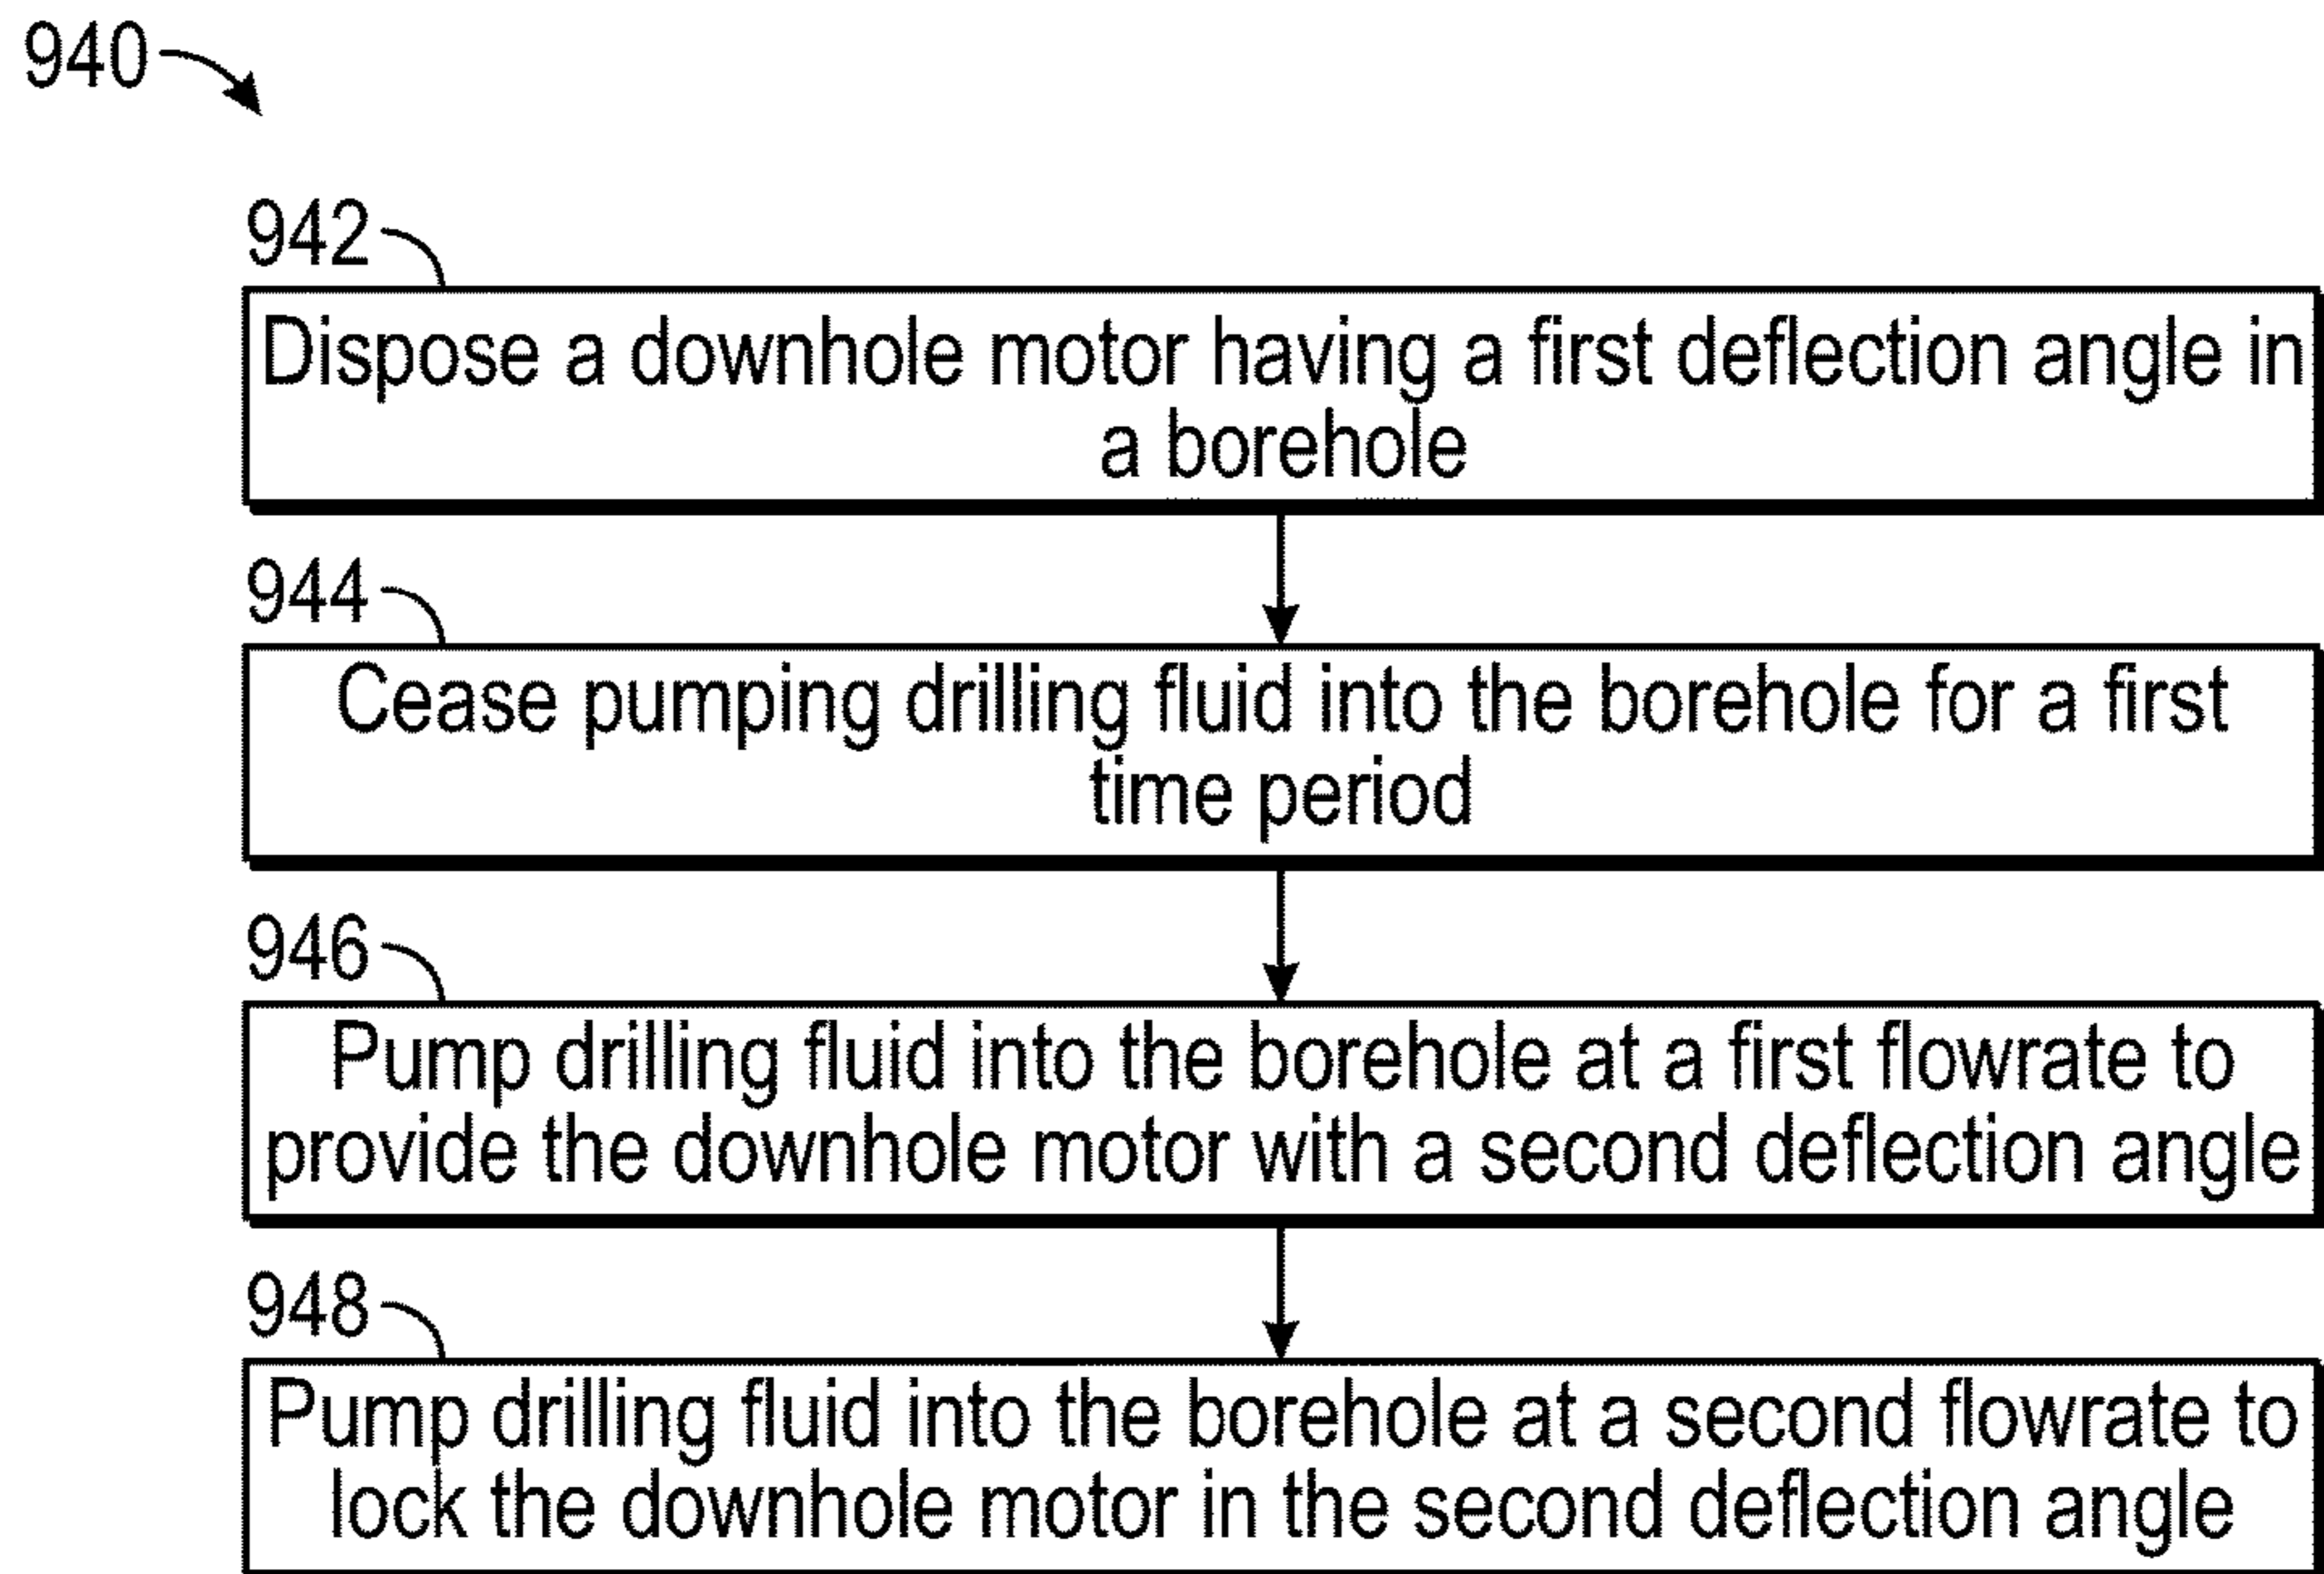 940
942
Dispose a downhole motor having a first deflection angle in
a borehole
944
Cease pumping drilling fluid into the borehole for a first
time period
946
Pump drilling fluid into the borehole at a first flowrate to
provide the downhole motor with a second deflection angle
948
Pump drilling fluid into the borehole at a second flowrate to
lock the downhole motor in the second deflection angle